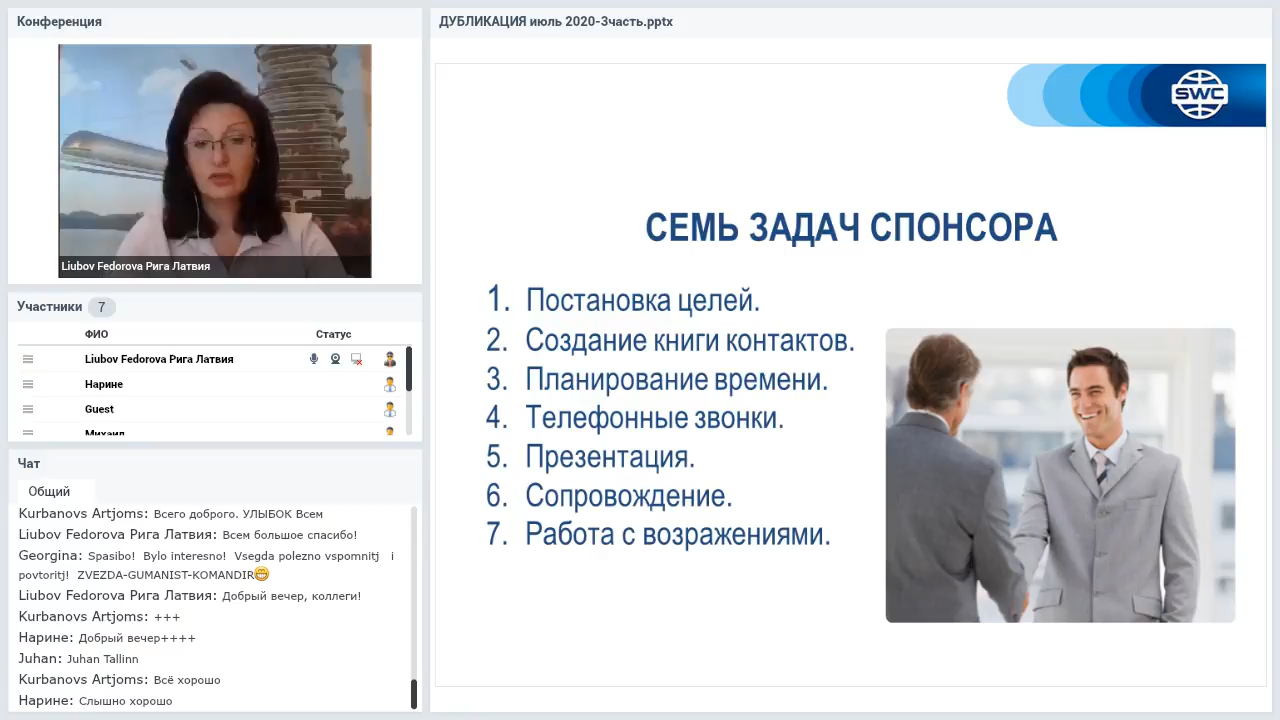 Конференция
Liubov Fedorova Рига Латвия
Участники 7
ФИО Статус
Liubov Fedorova Рига Латвия
Нарине
Guest
Михаил
Чат
Общий
Kurbanovs Artjoms: Всего доброго. УЛЫБОК Всем
Liubov Fedorova Рига Латвия: Всем большое спасибо!
Georgina: Spasibo! Bylo interesno! Vsegda polezno vspomnitj i
povtoritj! ZVEZDA-GUMANIST-KOMANDIR😁
Liubov Fedorova Рига Латвия: Добрый вечер, коллеги!
Kurbanovs Artjoms: +++
Нарине: Добрый вечер++++
Juhan: Juhan Tallinn
Kurbanovs Artjoms: Всё хорошо
Нарине: Слышно хорошо
ДУБЛИКАЦИЯ июль 2020-3часть.pptx
SWC
СЕМЬ ЗАДАЧ СПОНСОРА
1. Постановка целей.
2. Создание книги контактов.
3. Планирование времени.
4. Телефонные звонки.
5. Презентация.
6. Сопровождение.
7. Работа с возражениями.